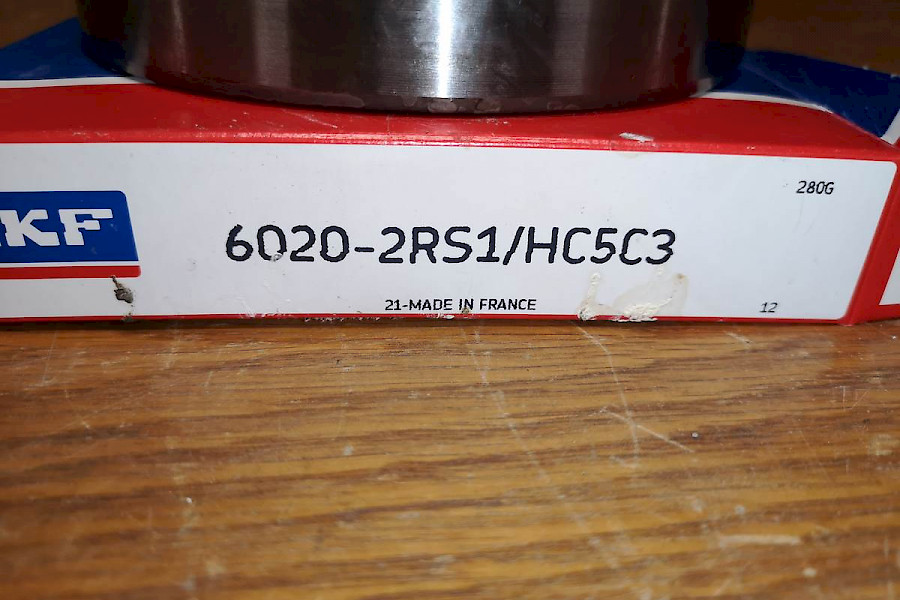 280G
SKF
6020-2RS1/HC5C3
21-MADE IN FRANCE
12